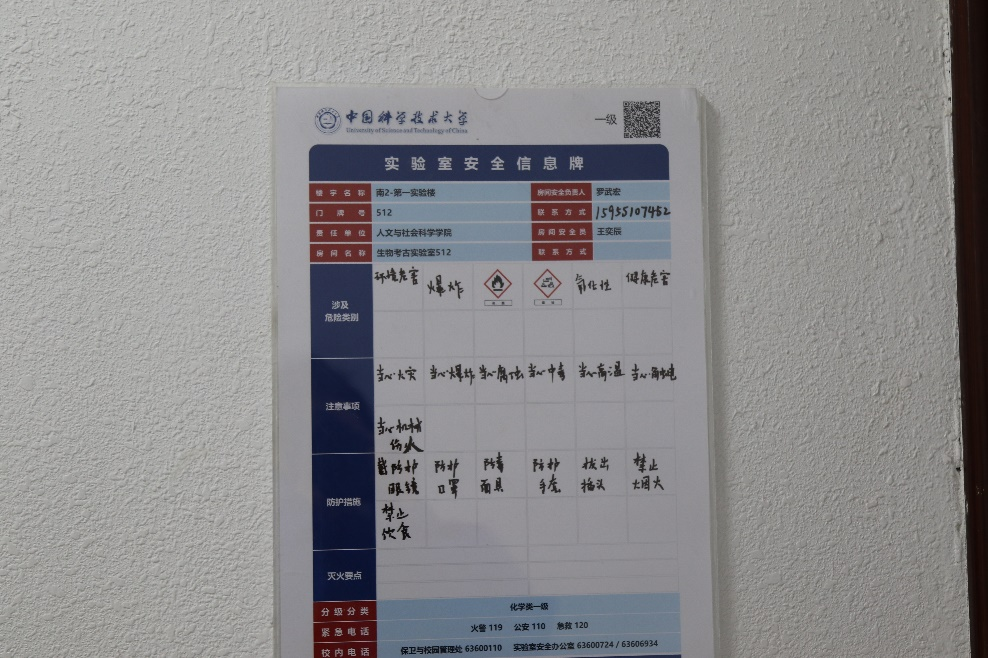 中国科学技术大学
University of Science and Technology of China
一级
实验室安全信息牌
楼宇名称 南2-第一实验楼 房间安全负责人 罗武宏
门牌号 512 联系方式 15955107452
责任单位 人文与社会科学学院 房间安全员 王奕辰
房间名称 生物考古实验室512 联系方式
涉及
危险类别
环境危害 爆炸 氧化性 健康危害
注意事项
当心火灾 当心爆炸 当心腐蚀 当心中毒 当心高温 当心触电
当心机械
伤人
防护措施
防护 防护 防毒 防护 拔出 禁止
眼镜 口罩 面具 手套 插头 烟火
禁止
饮食
灭火要点
分级分类 化学类一级
紧急电话 火警 119 公安 110 急救 120
校内电话 保卫与校园管理处 63600110 实验室安全办公室 63600724 / 63606934